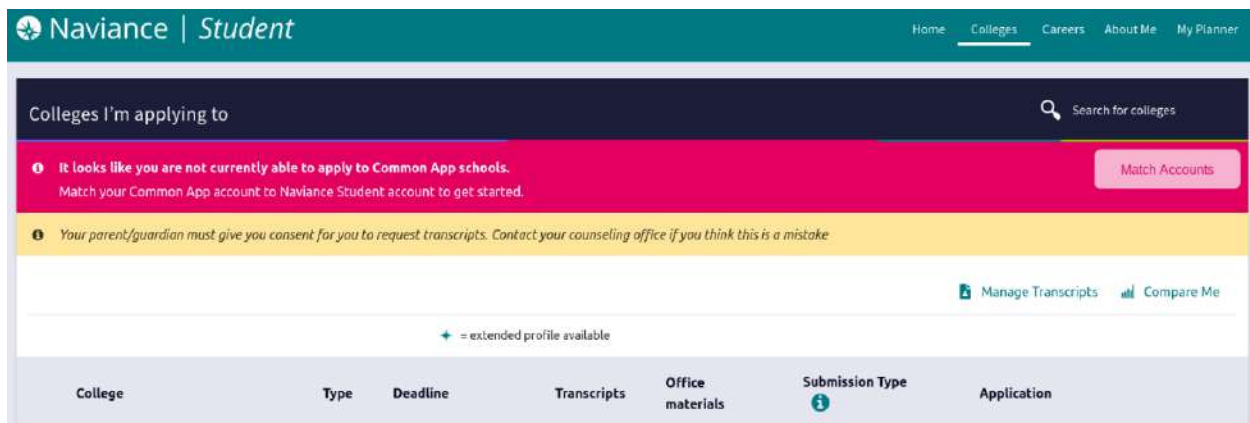 Naviance | Student
Home Colleges Careers About Me My Planner
Colleges I'm applying to
Search for colleges
It looks like you are not currently able to apply to Common App schools.
Match your Common App account to Naviance Student account to get started.
Match Accounts
Your parent/guardian must give you consent for you to request transcripts. Contact your counseling office if you think this is a mistake
Manage Transcripts Compare Me
= extended profile available
College Type Deadline Transcripts Office materials Submission Type Application